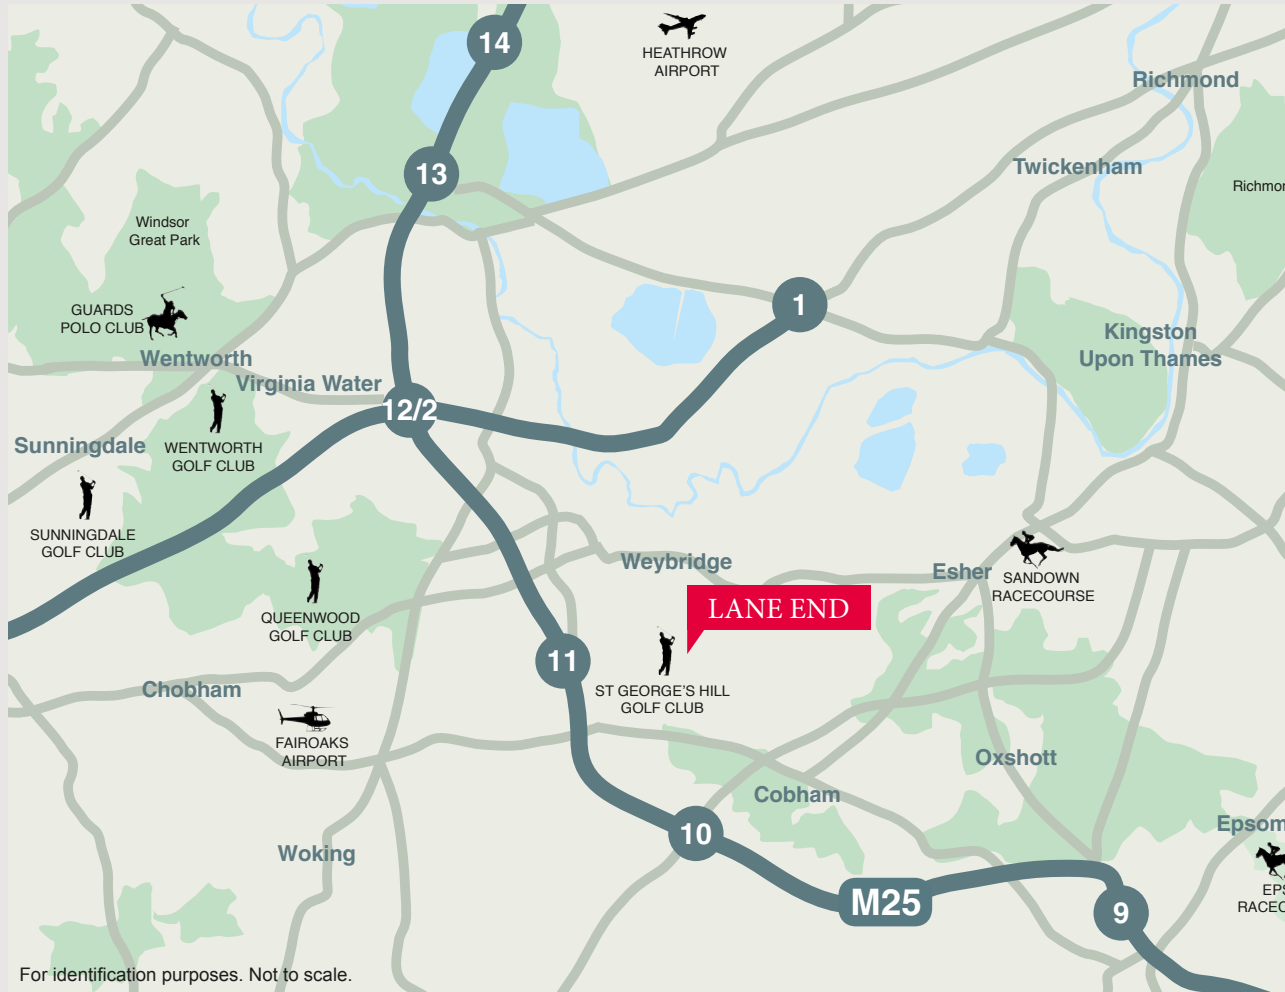 14
HEATHROW
AIRPORT
Richmond
13
Twickenham
Windsor
Great Park
1
GUARDS
POLO CLUB
Kingston
Upon Thames
Wentworth
Virginia Water
12/2
Sunningdale
WENTWORTH
GOLF CLUB
SUNNINGDALE
GOLF CLUB
Weybridge
Esher
SANDOWN
RACECOURSE
LANE END
QUEENWOOD
GOLF CLUB
11
ST GEORGE'S HILL
GOLF CLUB
Chobham
FAIROAKS
AIRPORT
Oxshott
Cobham
10
Epsom
Woking
M25
9
For identification purposes. Not to scale.